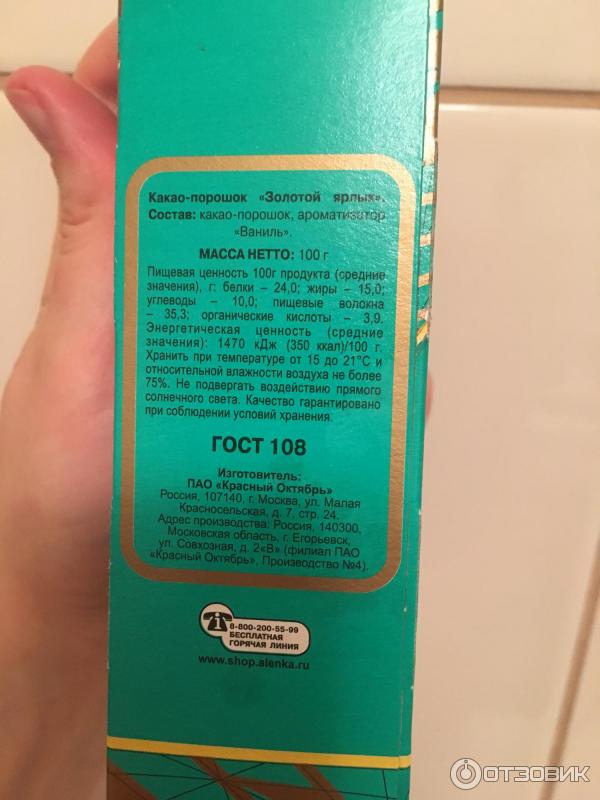 Какао-порошок «Золотой ярлык».
Состав: какао-порошок, ароматизатор
«Ваниль».
МАССА НЕТТО: 100 г
Пищевая ценность 100г продукта (средние
значения), г: белки – 24,0; жиры – 15,0;
углеводы – 10,0; пищевые волокна
– 35,3; органические кислоты – 3,9.
Энергетическая ценность (средние
значения): 1470 кДж (350 ккал)/100 г.
Хранить при температуре от 15 до 21°С и
относительной влажности воздуха не более
75%. Не подвергать воздействию прямого
солнечного света. Качество гарантировано
при соблюдении условий хранения.
ГОСТ 108
Изготовитель:
ПАО «Красный Октябрь»
Россия, 107140, г. Москва, ул. Малая
Красносельская, д. 7, стр. 24.
Адрес производства: Россия, 140300,
Московская область, г. Егорьевск,
ул. Совхозная, д. 2«В» (филиал ПАО
«Красный Октябрь», Производство №4).
8-800-200-55-99
БЕСПЛАТНАЯ
ГОРЯЧАЯ ЛИНИЯ
www.shop.alenka.ru
ОТЗОВИК